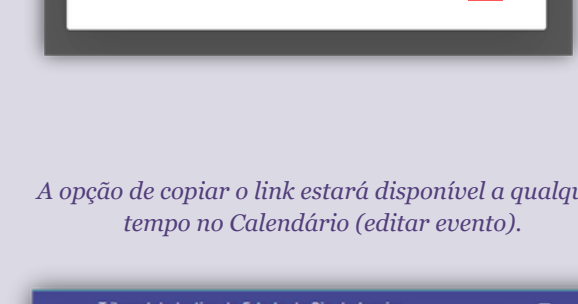 A opção de copiar o link estará disponível a qualqu
tempo no Calendário (editar evento).